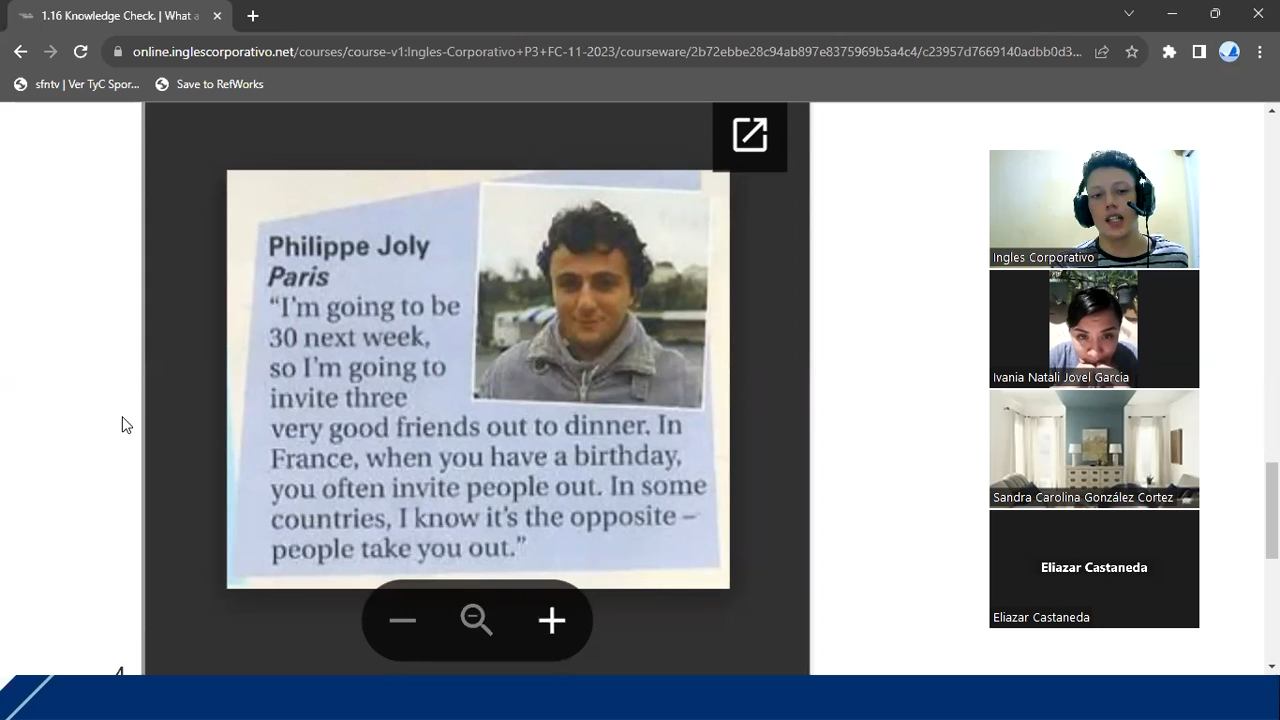 1.16 Knowledge Check. | What a
online.inglescorporativo.net/courses/course-v1:Ingles-Corporativo+P3+FC-11-2023/courseware/2b72ebbe28c94ab897e8375969b5a4c4/c23957d7669140adbb0d3...
sfntv | Ver TyC Spor... Save to RefWorks
Philippe Joly
Paris
“I’m going to be
30 next week,
so I’m going to
invite three
very good friends out to dinner. In
France, when you have a birthday,
you often invite people out. In some
countries, I know it’s the opposite –
people take you out.”
4
Ingles Corporativo
Ivania Natali Jovel Garcia
Sandra Carolina González Cortez
Eliazar Castaneda
Eliazar Castaneda